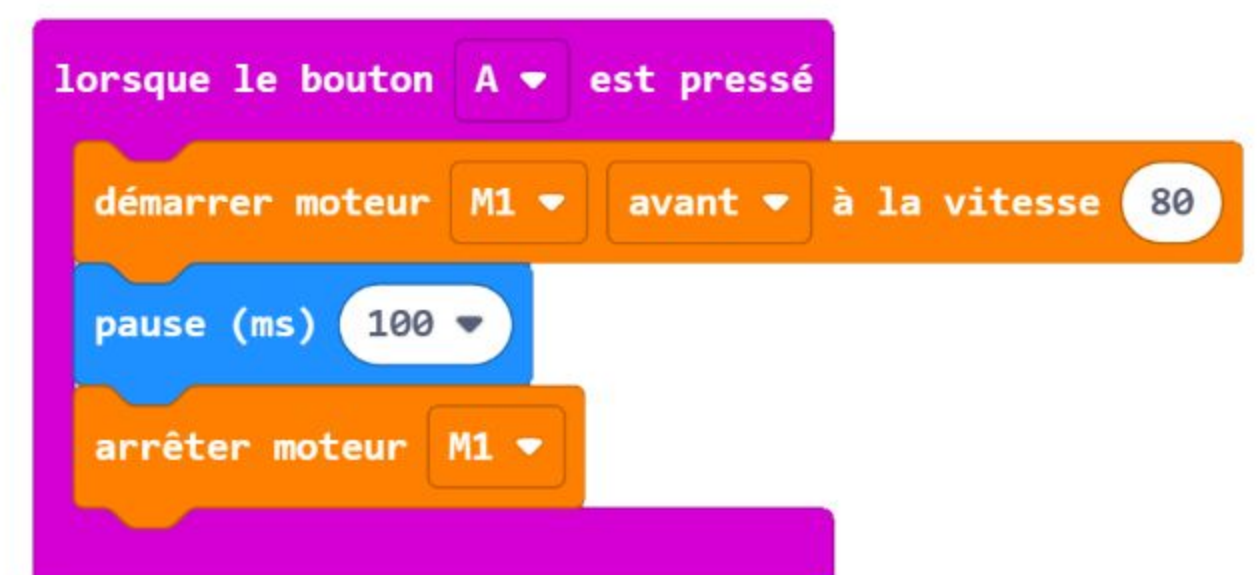 lorsque le bouton A est pressé
démarrer moteur M1 avant à la vitesse 80
pause (ms) 100
arrêter moteur M1